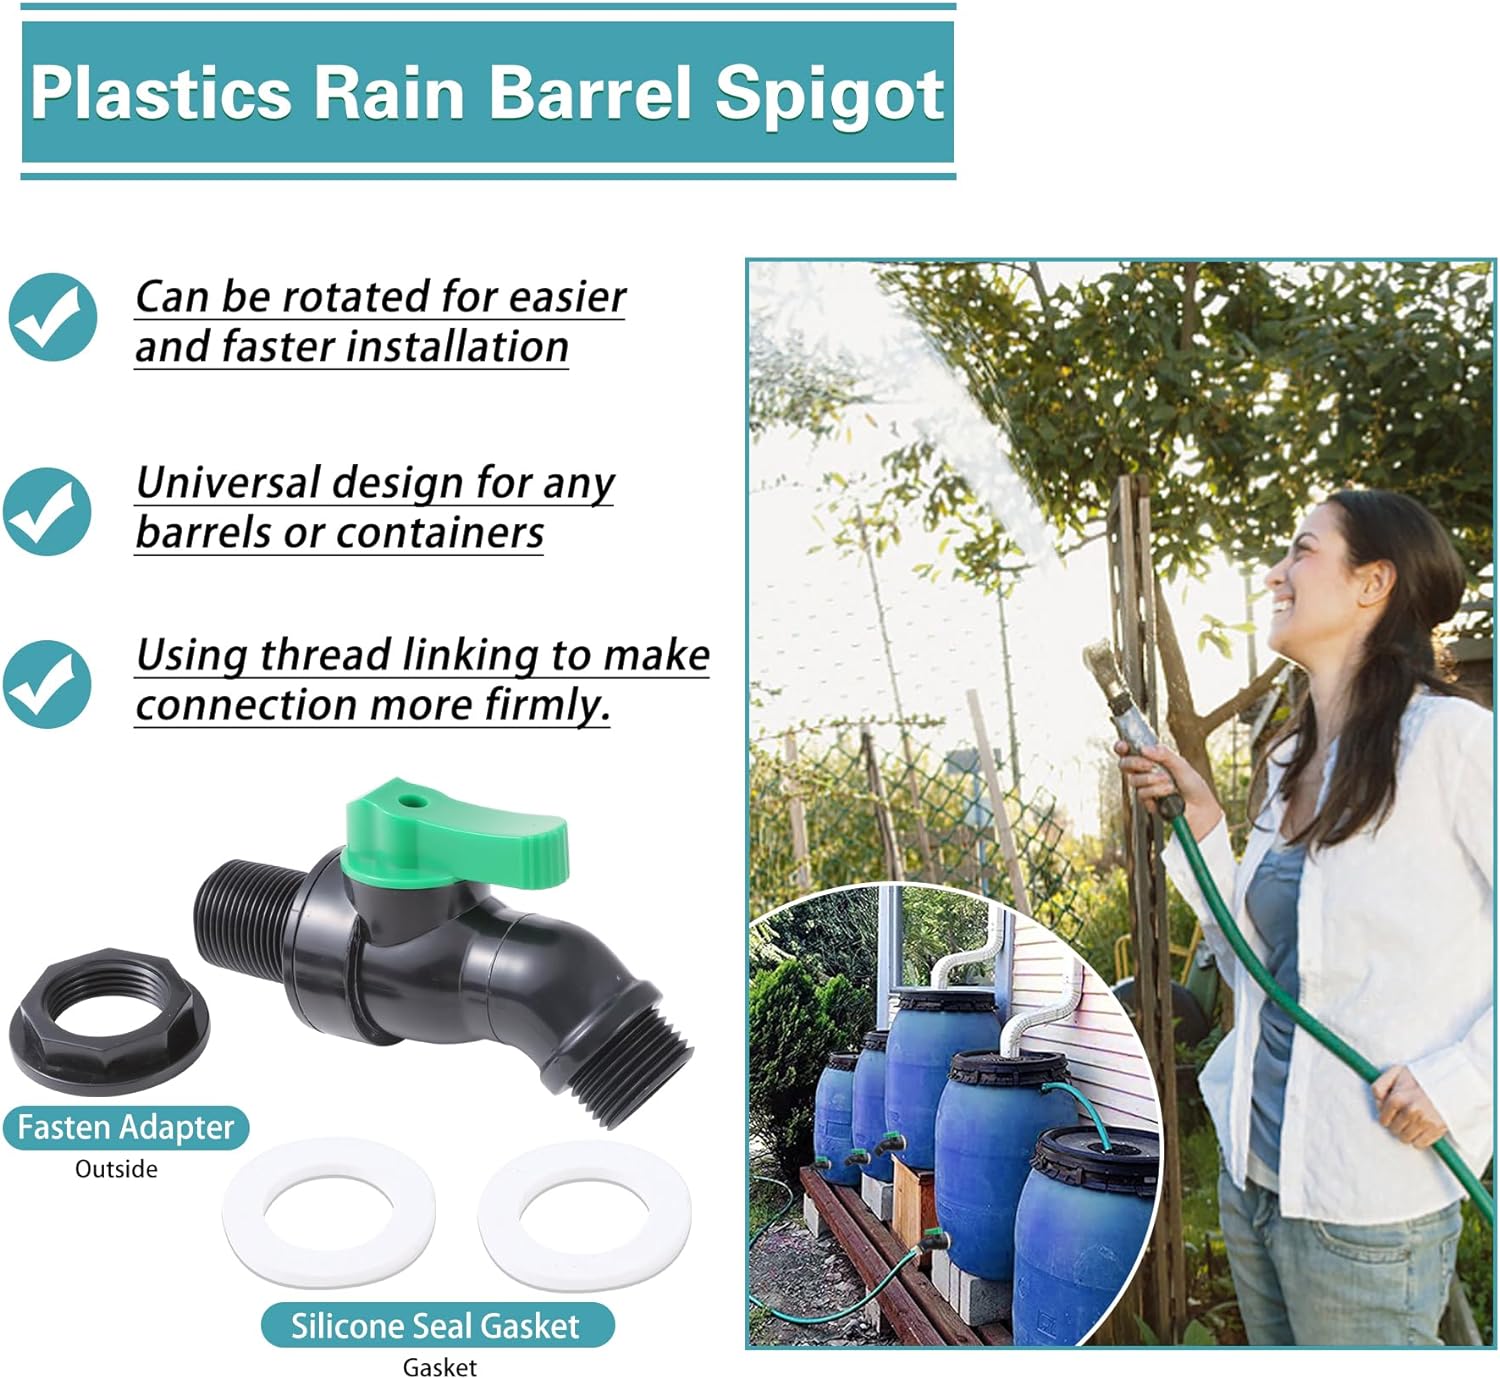 Plastics Rain Barrel Spigot
Can be rotated for easier
and faster installation
Universal design for any
barrels or containers
Using thread linking to make
connection more firmly.
Fasten Adapter
Outside
Silicone Seal Gasket
Gasket